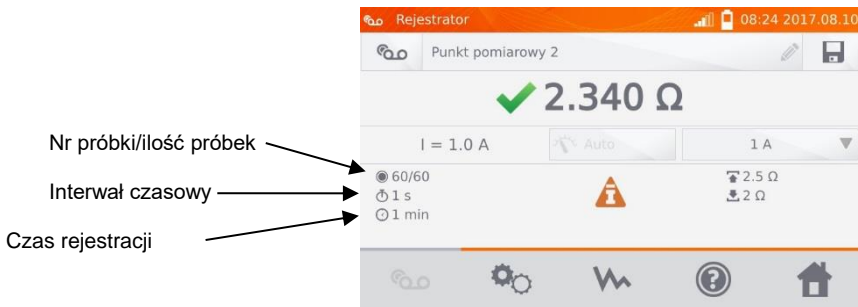 Rejestrator
08:24 2017.08.10
Punkt pomiarowy 2
2.340 Ω
I = 1.0 A
Auto
1 A
Nr próbki/ilość próbek
60/60
2.5 Ω
Interwał czasowy
1 s
2 Ω
Czas rejestracji
1 min